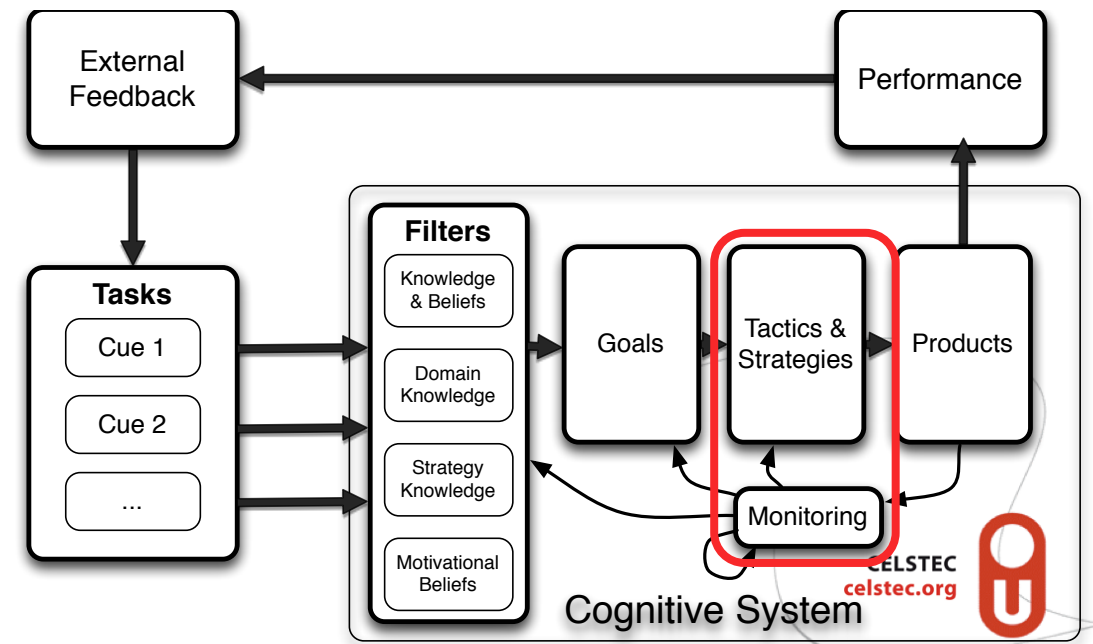 External
Feedback
Performance
Tasks
Cue 1
Cue 2
...
Filters
Knowledge
& Beliefs
Domain
Knowledge
Strategy
Knowledge
Motivational
Beliefs
Goals
Tactics &
Strategies
Products
Monitoring
CELSTEC
celstec.org
U
Cognitive System